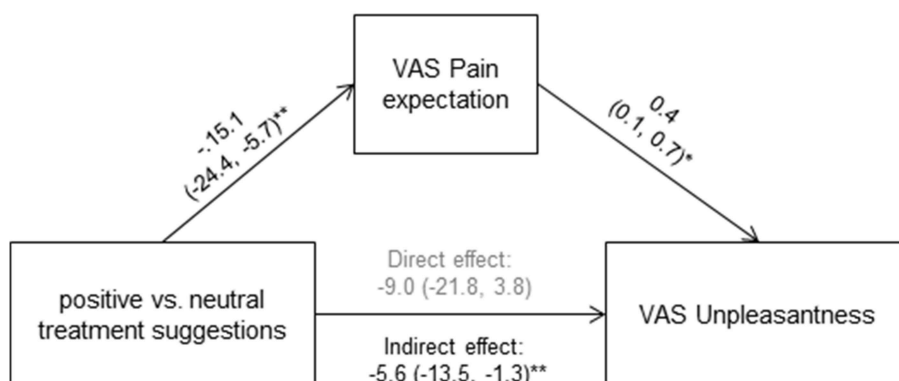 VAS Pain
expectation
-.15.1
(-24.4, -5.7)**
0.4
(0.1, 0.7)*
positive vs. neutral
treatment suggestions
Direct effect:
-9.0 (-21.8, 3.8)
Indirect effect:
-5.6 (-13.5, -1.3)**
VAS Unpleasantness